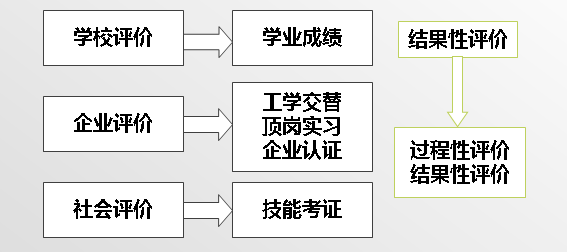 学校评价
学业成绩
企业评价
工学交替
顶岗实习
企业认证
社会评价
技能考证
结果性评价
过程性评价
结果性评价